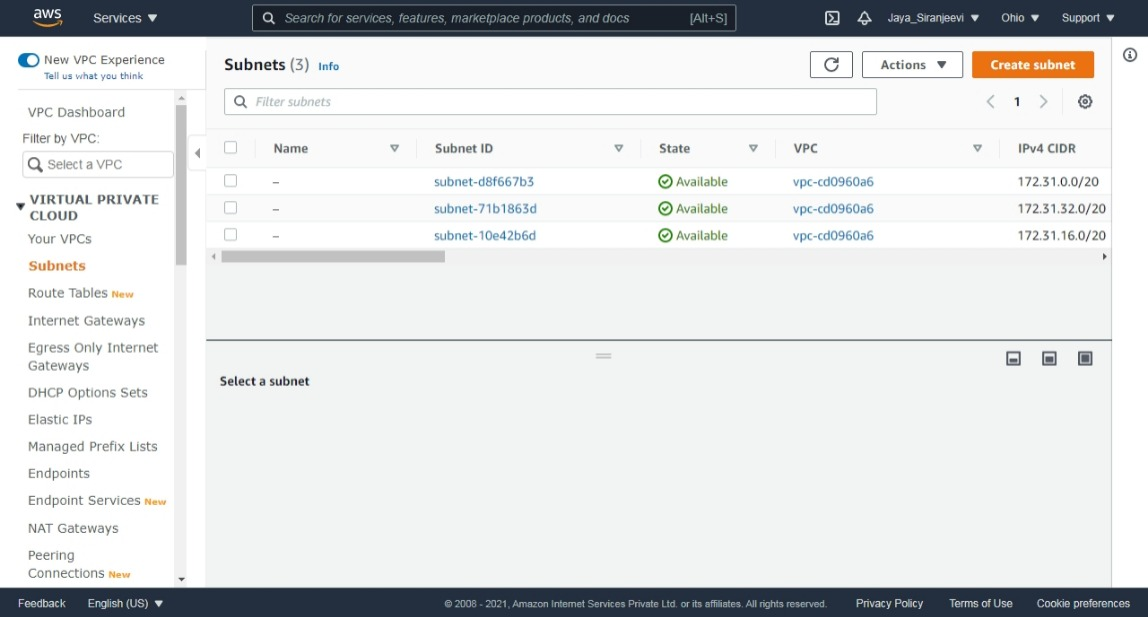 aws Services Search for services, features, marketplace products, and docs [Alt+S] Jaya_Siranjeevi Ohio Support
New VPC Experience
Tell us what you think
VPC Dashboard
Filter by VPC:
Select a VPC
VIRTUAL PRIVATE
CLOUD
Your VPCs
Subnets
Route Tables New
Internet Gateways
Egress Only Internet
Gateways
DHCP Options Sets
Elastic IPs
Managed Prefix Lists
Endpoints
Endpoint Services New
NAT Gateways
Peering
Connections New
Subnets (3) Info
Actions
Create subnet
Filter subnets
1
Name Subnet ID State VPC IPv4 CIDR
– subnet-d8f667b3 Available vpc-cd0960a6 172.31.0.0/20
– subnet-71b1863d Available vpc-cd0960a6 172.31.32.0/20
– subnet-10e42b6d Available vpc-cd0960a6 172.31.16.0/20
Select a subnet
Feedback English (US) © 2008 - 2021, Amazon Internet Services Private Ltd. or its affiliates. All rights reserved. Privacy Policy Terms of Use Cookie preferences